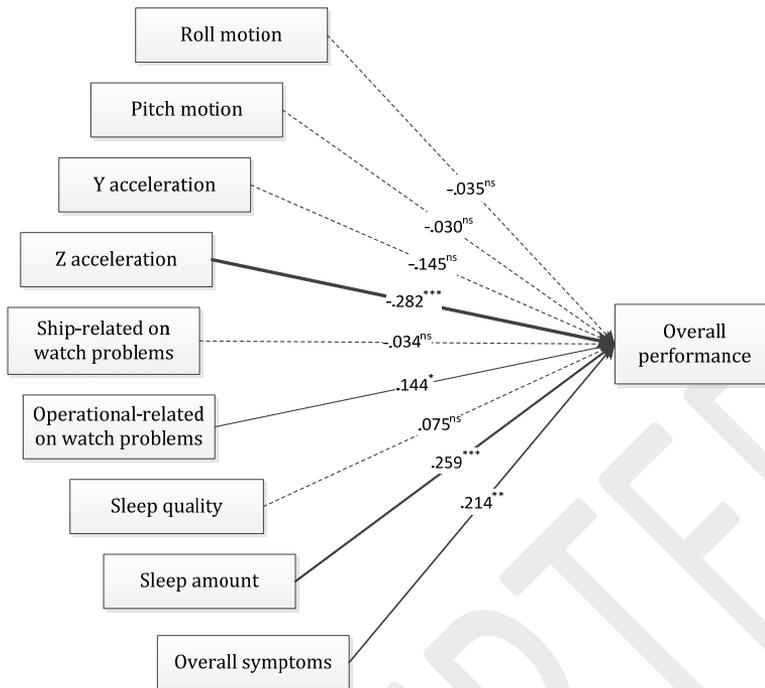 Roll motion
Pitch motion
Y acceleration
Z acceleration
Ship-related on
watch problems
Operational-related
on watch problems
Sleep quality
Sleep amount
Overall symptoms
-.035ns
-.030ns
-.145ns
-.282***
-.034ns
.144*
.075ns
.259***
.214**
Overall
performance